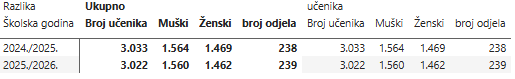 Razlika Ukupno učenika
Školska godina Broj učenika Muški Ženski broj odjela Broj učenika Muški Ženski broj odjela
2024./2025. 3.033 1.564 1.469 238 3.033 1.564 1.469 238
2025./2026. 3.022 1.560 1.462 239 3.022 1.560 1.462 239